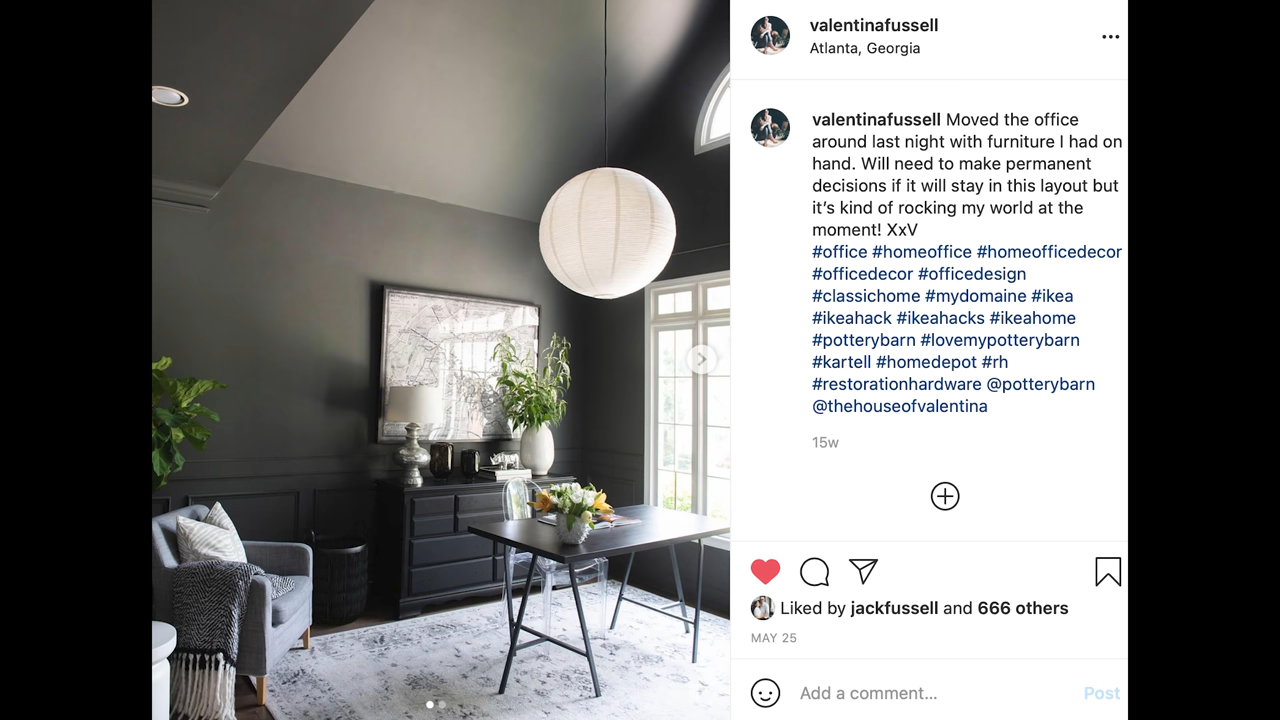 valentinafussell
Atlanta, Georgia
valentinafussell Moved the office
around last night with furniture I had on
hand. Will need to make permanent
decisions if it will stay in this layout but
it’s kind of rocking my world at the
moment! XxV
#office #homeoffice #homeofficedecor
#officedecor #officedesign
#classichome #mydomaine #ikea
#ikeahack #ikeahacks #ikeahome
#potterybarn #lovemypotterybarn
#kartell #homedepot #rh
#restorationhardware @potterybarn
@thehouseofvalentina
15w
Liked by jackfussell and 666 others
MAY 25
Add a comment...
Post